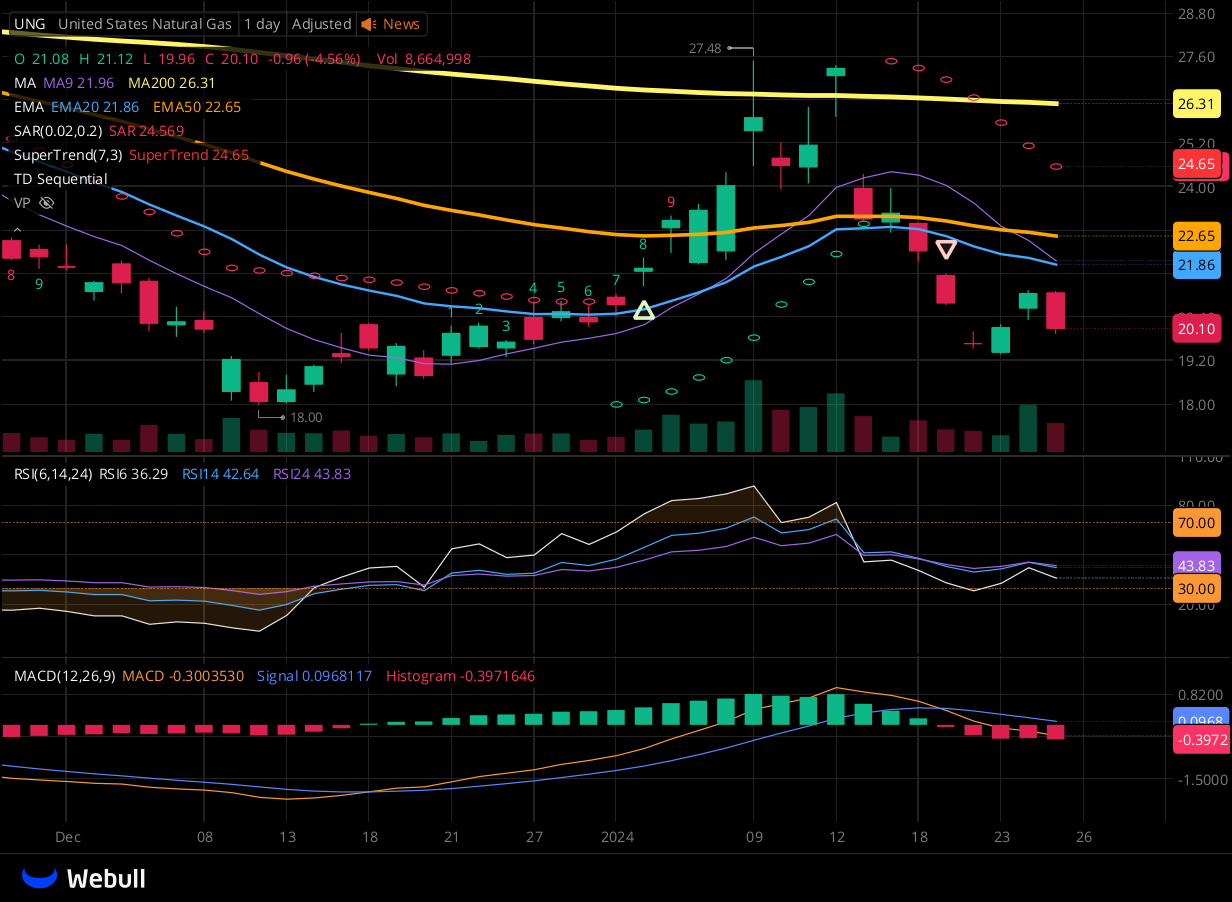 UNG United States Natural Gas 1 day Adjusted News
O 21.08 H 21.12 L 19.96 C 20.10 -0.96 (-4.56%) Vol 8,664,998
MA MA9 21.96 MA200 26.31
EMA EMA20 21.86 EMA50 22.65
SAR(0.02,0.2) SAR 24.569
SuperTrend(7,3) SuperTrend 24.65
TD Sequential
VP
27.48
28.80
27.60
26.31
25.20
24.65
24.00
22.65
21.86
20.10
19.20
18.00
8 9 2 3 4 5 6 7 8 9
18.00
RSI(6,14,24) RSI6 36.29 RSI14 42.64 RSI24 43.83
110.00
80.00
70.00
43.83
30.00
20.00
MACD(12,26,9) MACD -0.3003530 Signal 0.0968117 Histogram -0.3971646
0.8200
0.0968
-0.3972
-1.5000
Dec 08 13 18 21 27 2024 09 12 18 23 26
Webull